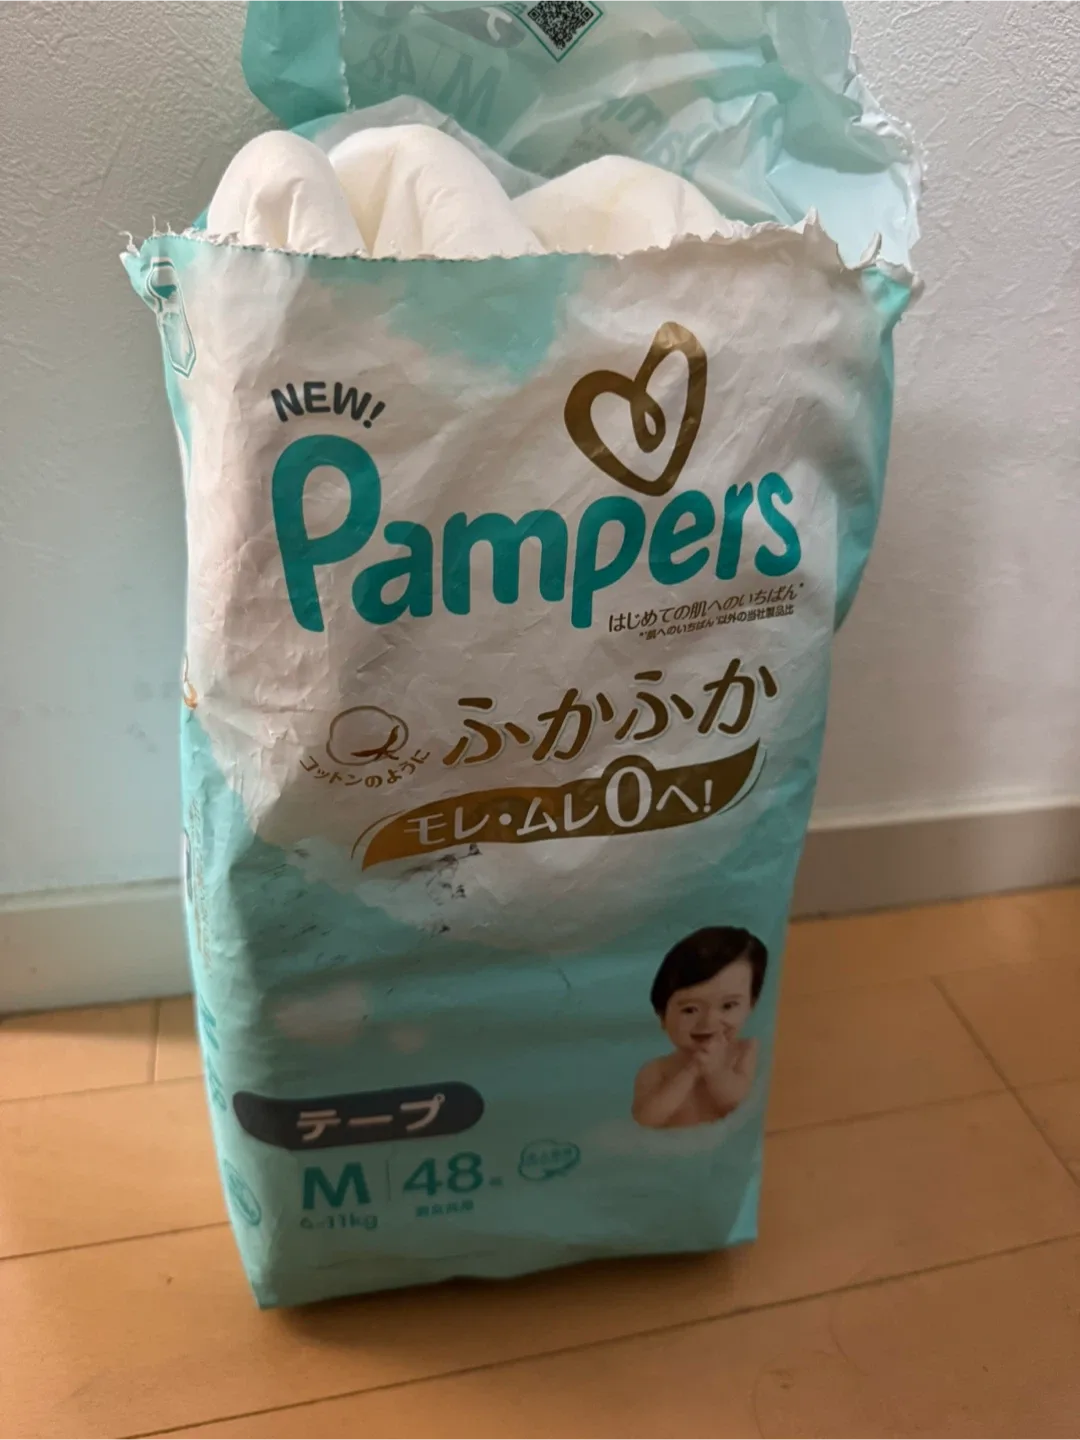 M 48
NEW!
Pampers
はじめての肌へのいちばん*
*"肌へのいちばん"以外の当社製品比
コットンのように
ふかふか
モレ・ムレ0へ!
テープ
M 48
6-11kg